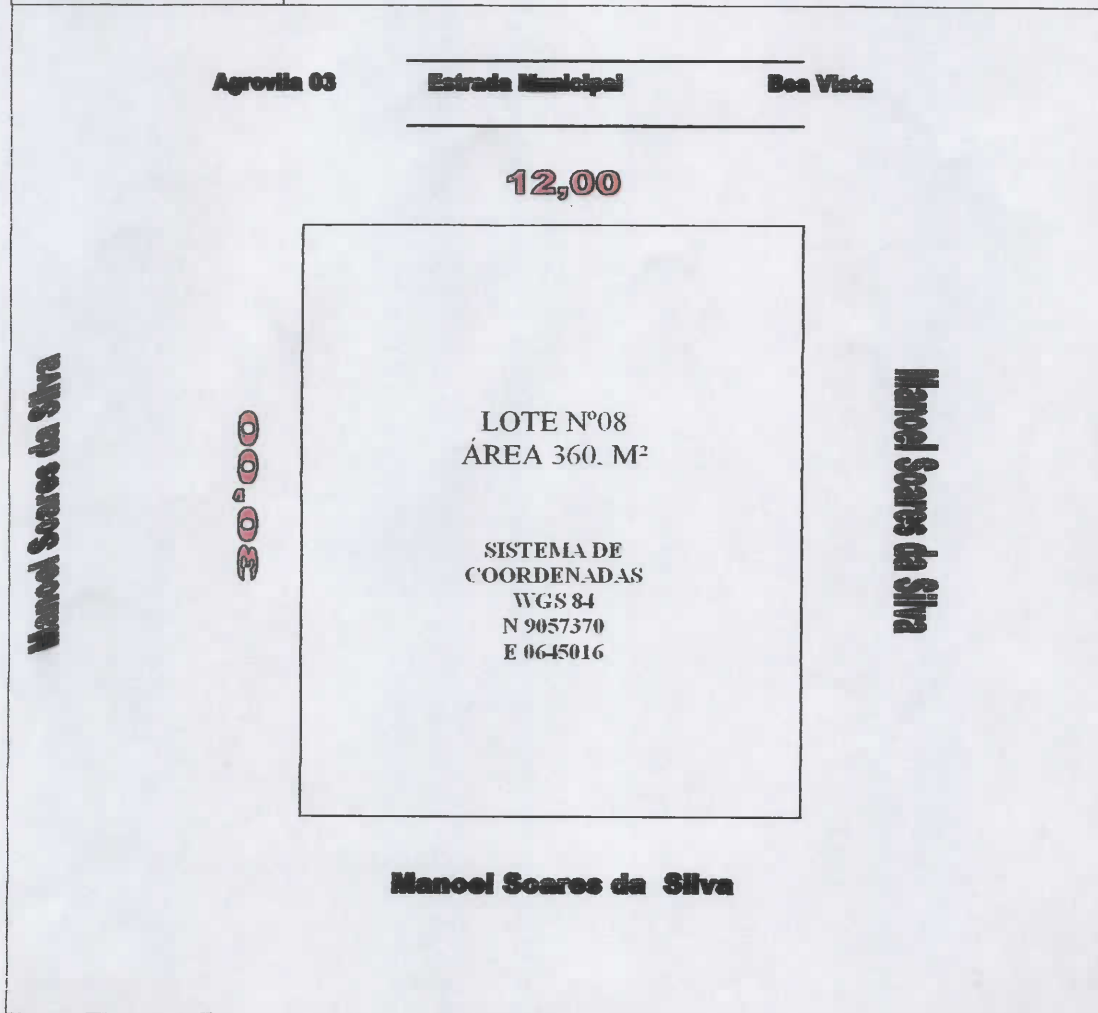 Agrovila 03 Estrada Municipal Boa Vista
12,00
Manoel Soares da Silva
30,00
LOTE Nº08
ÁREA 360. M²
SISTEMA DE
COORDENADAS
WGS 84
N 9057370
E 0645016
Manoel Soares da Silva
Manoel Soares da Silva